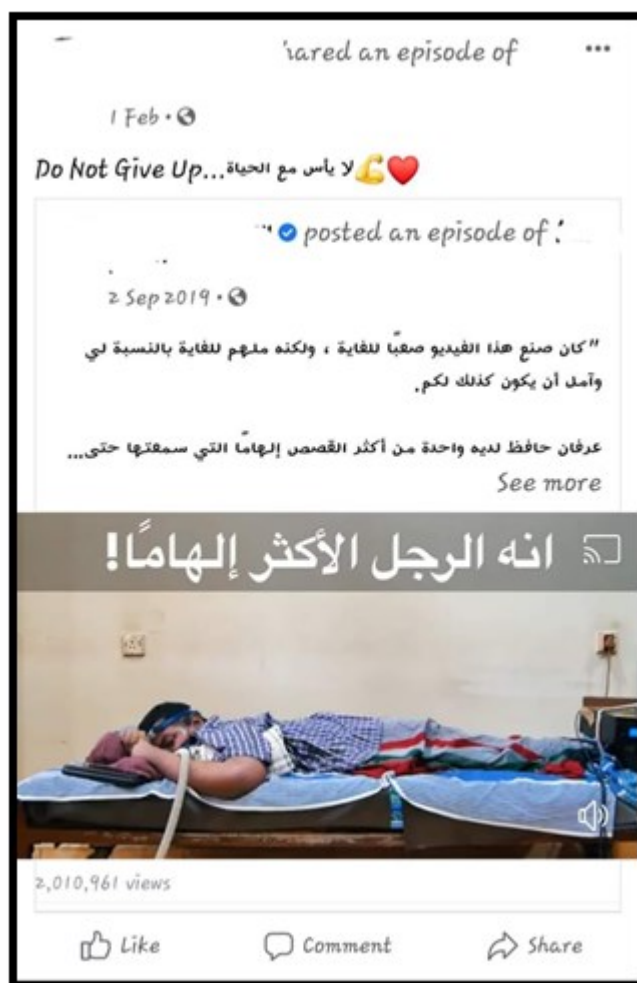 shared an episode of
1 Feb
Do Not Give Up...لا يأس مع الحياة
posted an episode of
2 Sep 2019
"كان صنع هذا الفيديو صعبًا للغاية ، ولكنه ملهم للغاية بالنسبة لي
وآمل أن يكون كذلك لكم.
عرفان حافظ لديه واحدة من أكثر القصص إلهامًا التي سمعتها حتى...
See more
انه الرجل الأكثر إلهامًا!
2,010,961 views
Like Comment Share